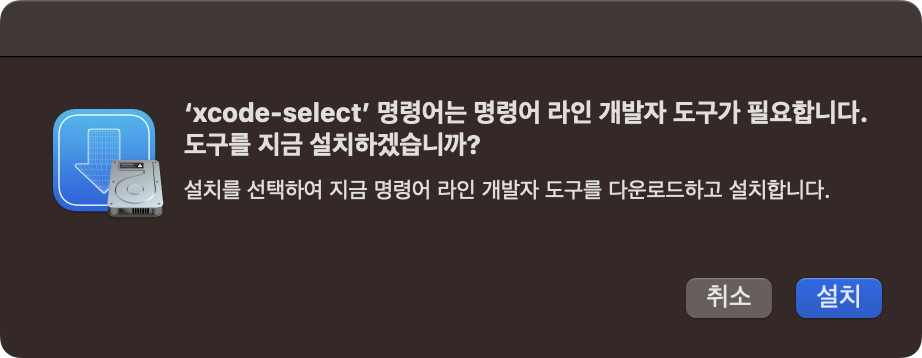 ‘xcode-select’ 명령어는 명령어 라인 개발자 도구가 필요합니다.
도구를 지금 설치하겠습니까?
설치를 선택하여 지금 명령어 라인 개발자 도구를 다운로드하고 설치합니다.
취소
설치